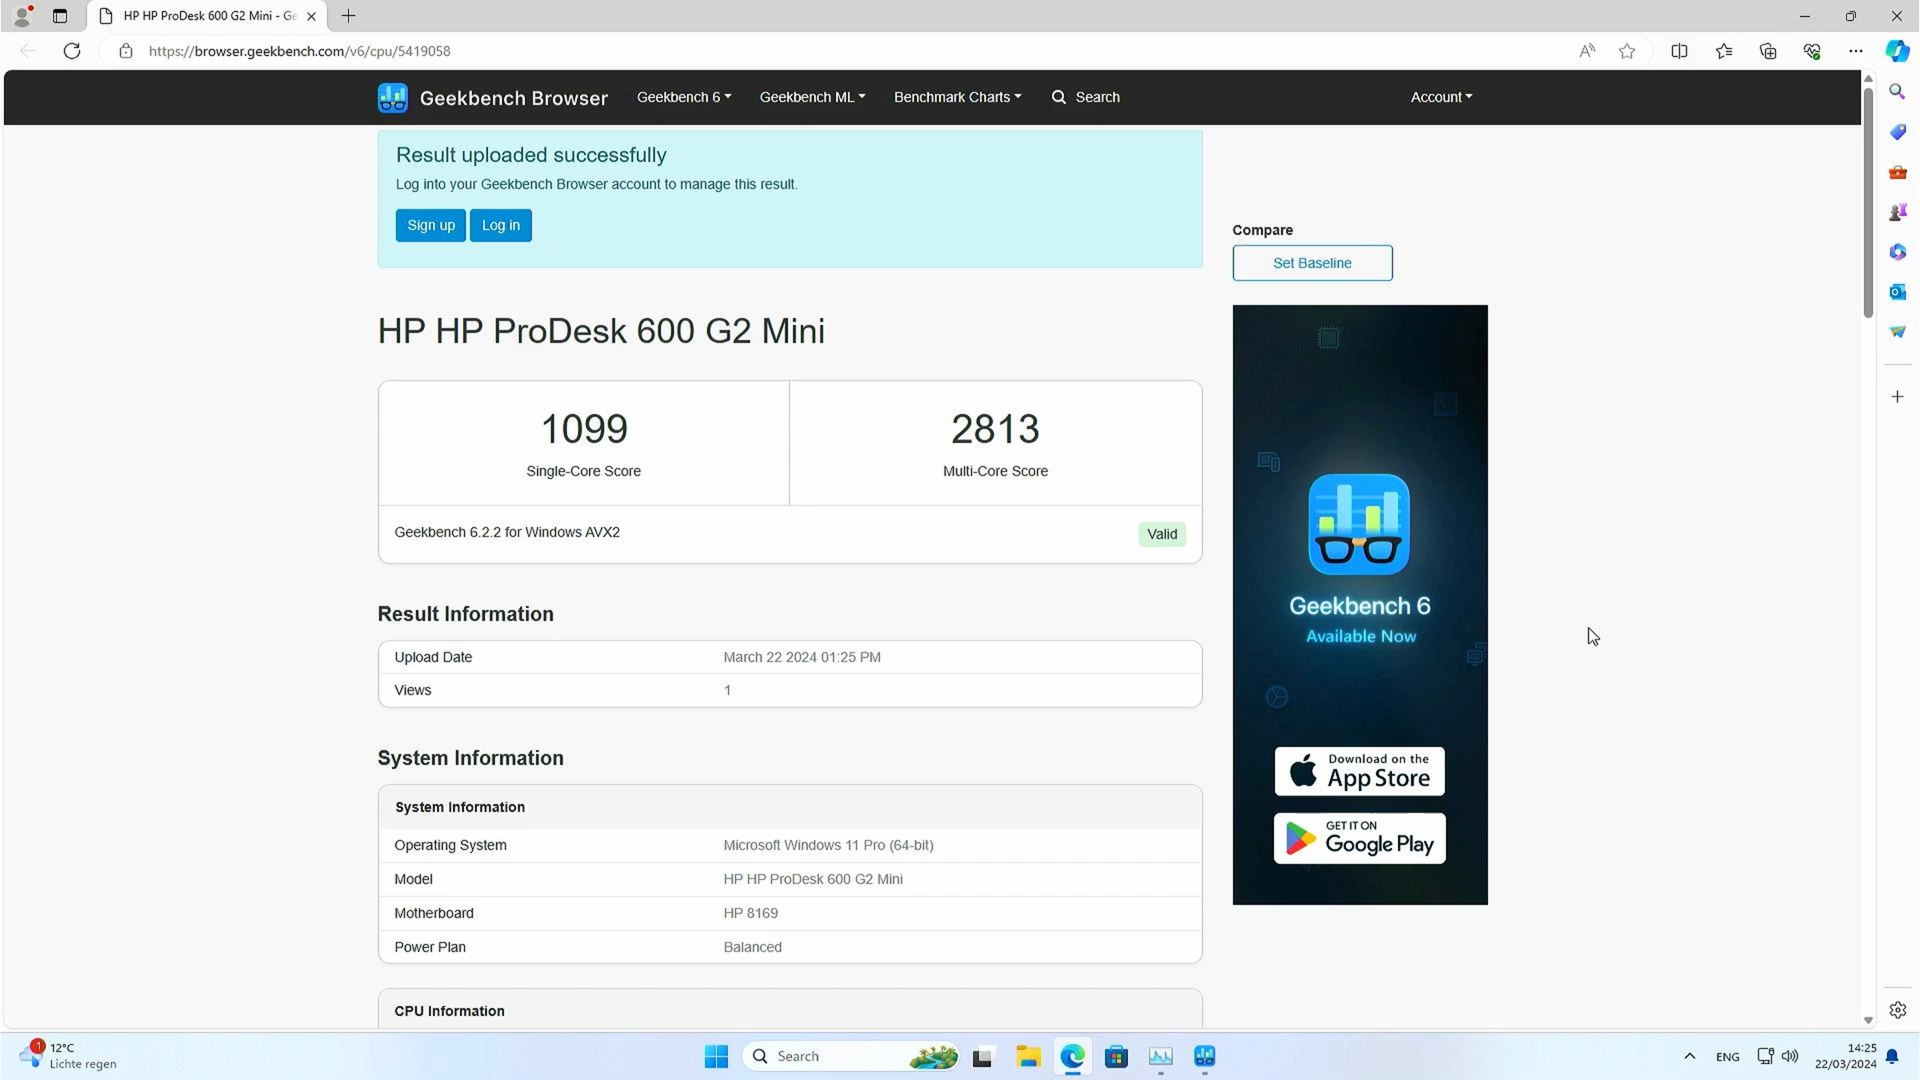 HP HP ProDesk 600 G2 Mini - Ge
https://browser.geekbench.com/v6/cpu/5419058
Geekbench Browser
Geekbench 6
Geekbench ML
Benchmark Charts
Search
Account
Result uploaded successfully
Log into your Geekbench Browser account to manage this result.
Sign up
Log in
Compare
Set Baseline
HP HP ProDesk 600 G2 Mini
1099
Single-Core Score
2813
Multi-Core Score
Geekbench 6.2.2 for Windows AVX2
Valid
Result Information
Upload Date
March 22 2024 01:25 PM
Views
1
System Information
System Information
Operating System
Microsoft Windows 11 Pro (64-bit)
Model
HP HP ProDesk 600 G2 Mini
Motherboard
HP 8169
Power Plan
Balanced
CPU Information
Geekbench 6
Available Now
Download on the
App Store
GET IT ON
Google Play
1
12°C
Lichte regen
Search
ENG
14:25
22/03/2024